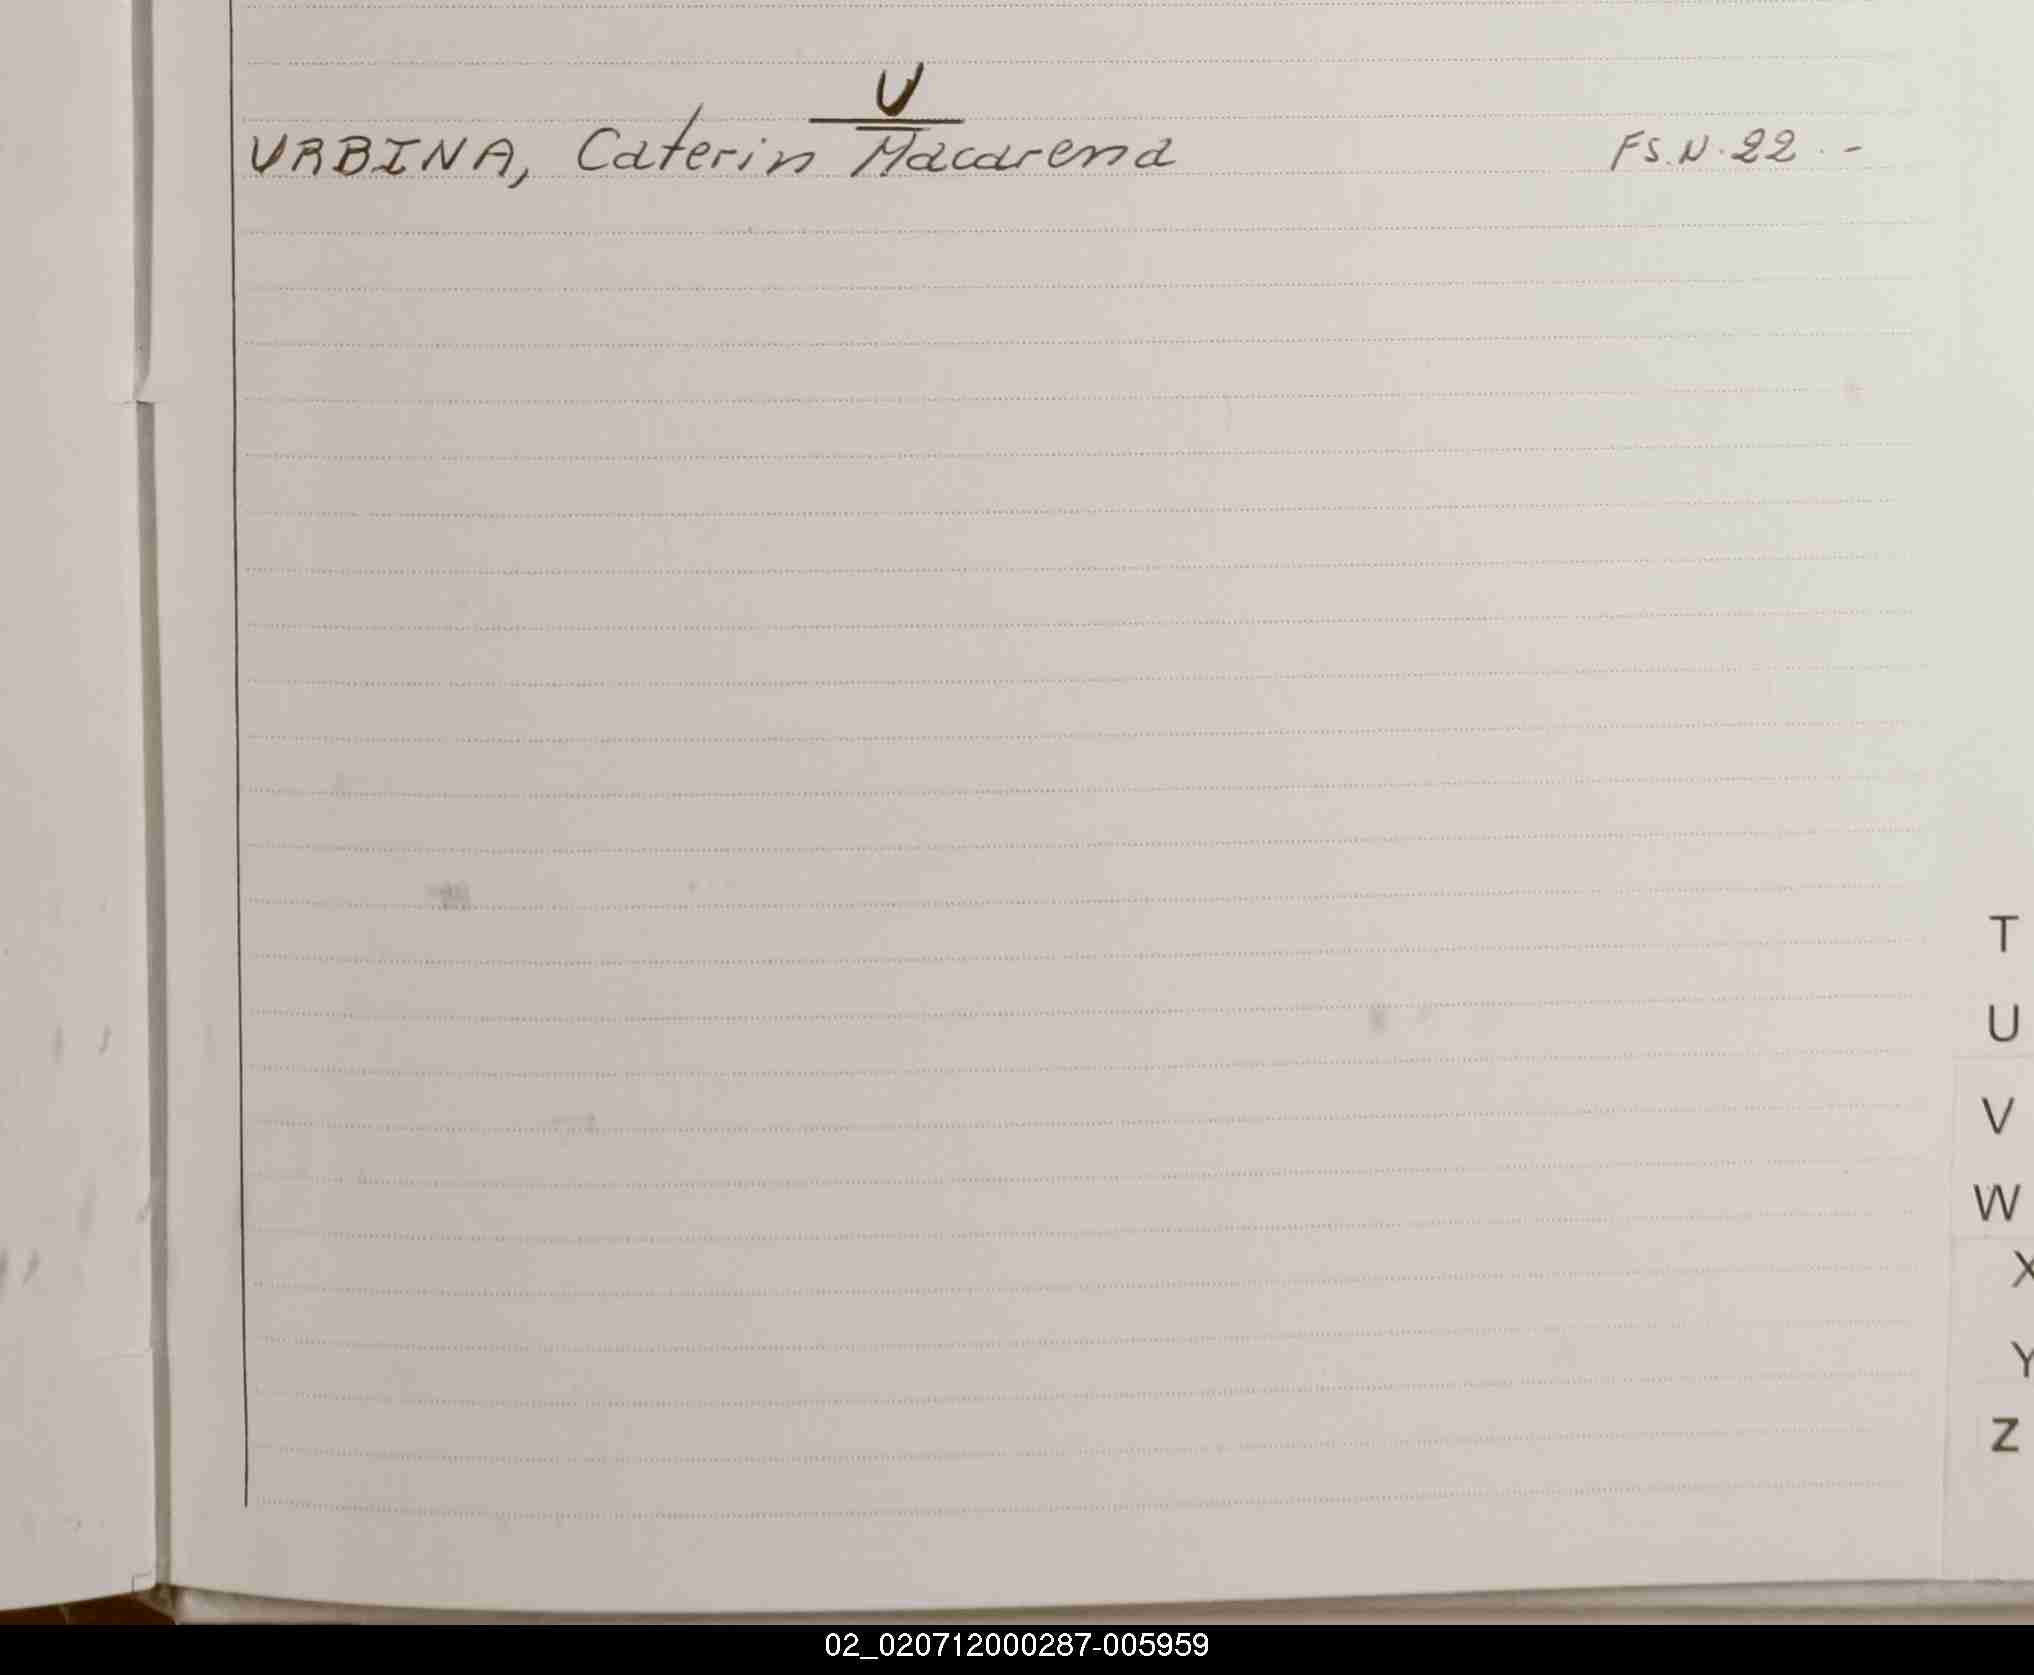 U
URBINA, Caterin Macarena FS.N.22.-
T
U
V
W
X
Y
Z
02_020712000287-005959